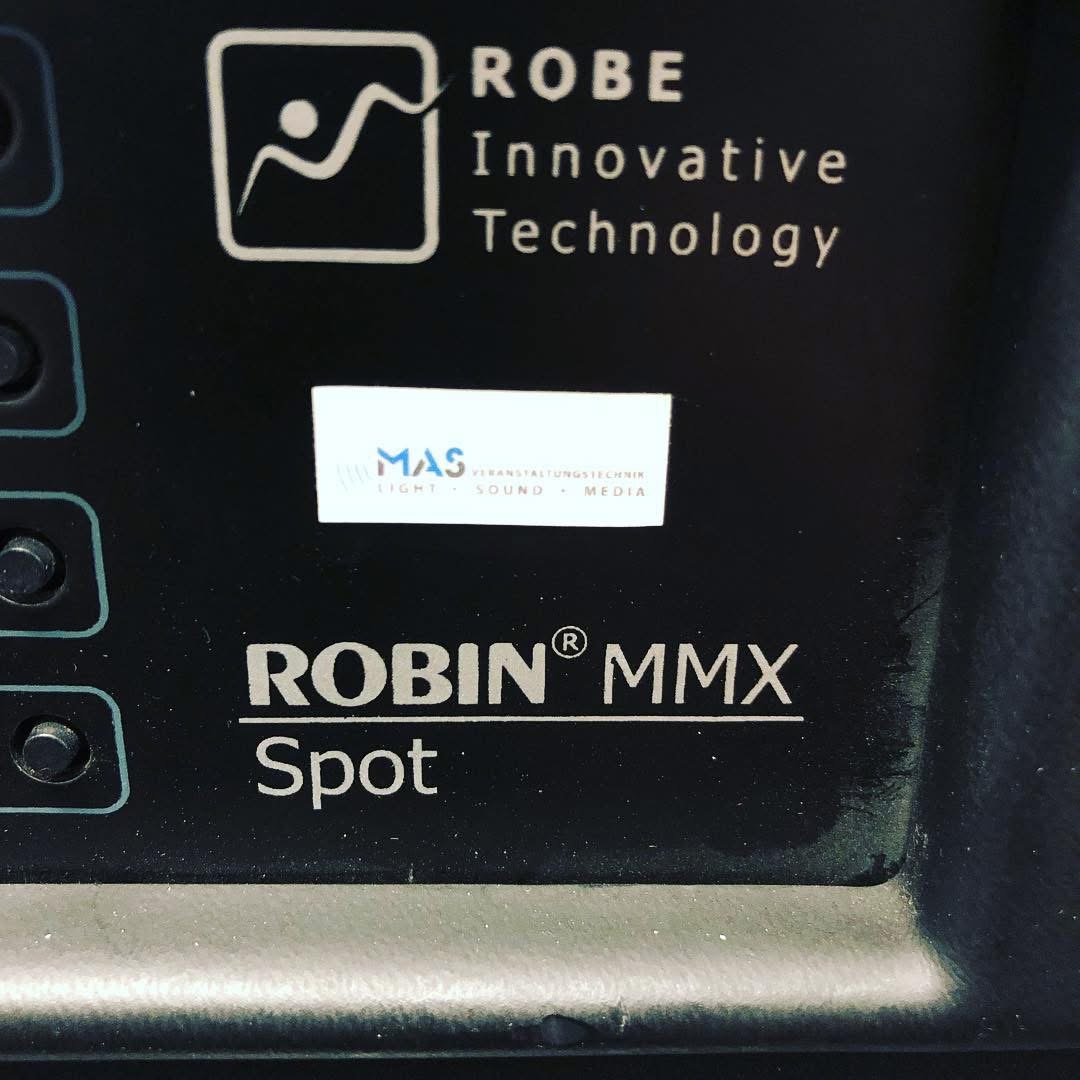 ROBE
Innovative
Technology
MAS VERANSTALTUNGSTECHNIK
LIGHT · SOUND · MEDIA
ROBIN® MMX
Spot